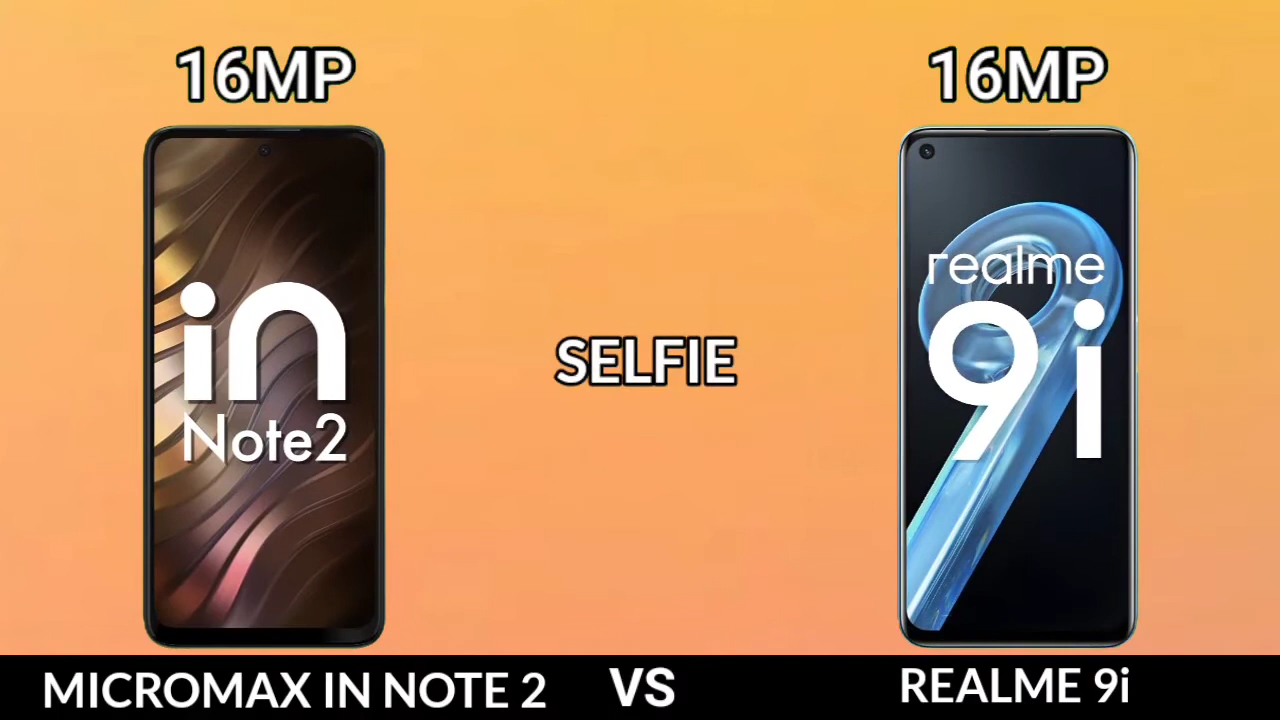 16MP
16MP
in
Note2
SELFIE
realme
9i
MICROMAX IN NOTE 2 VS REALME 9i